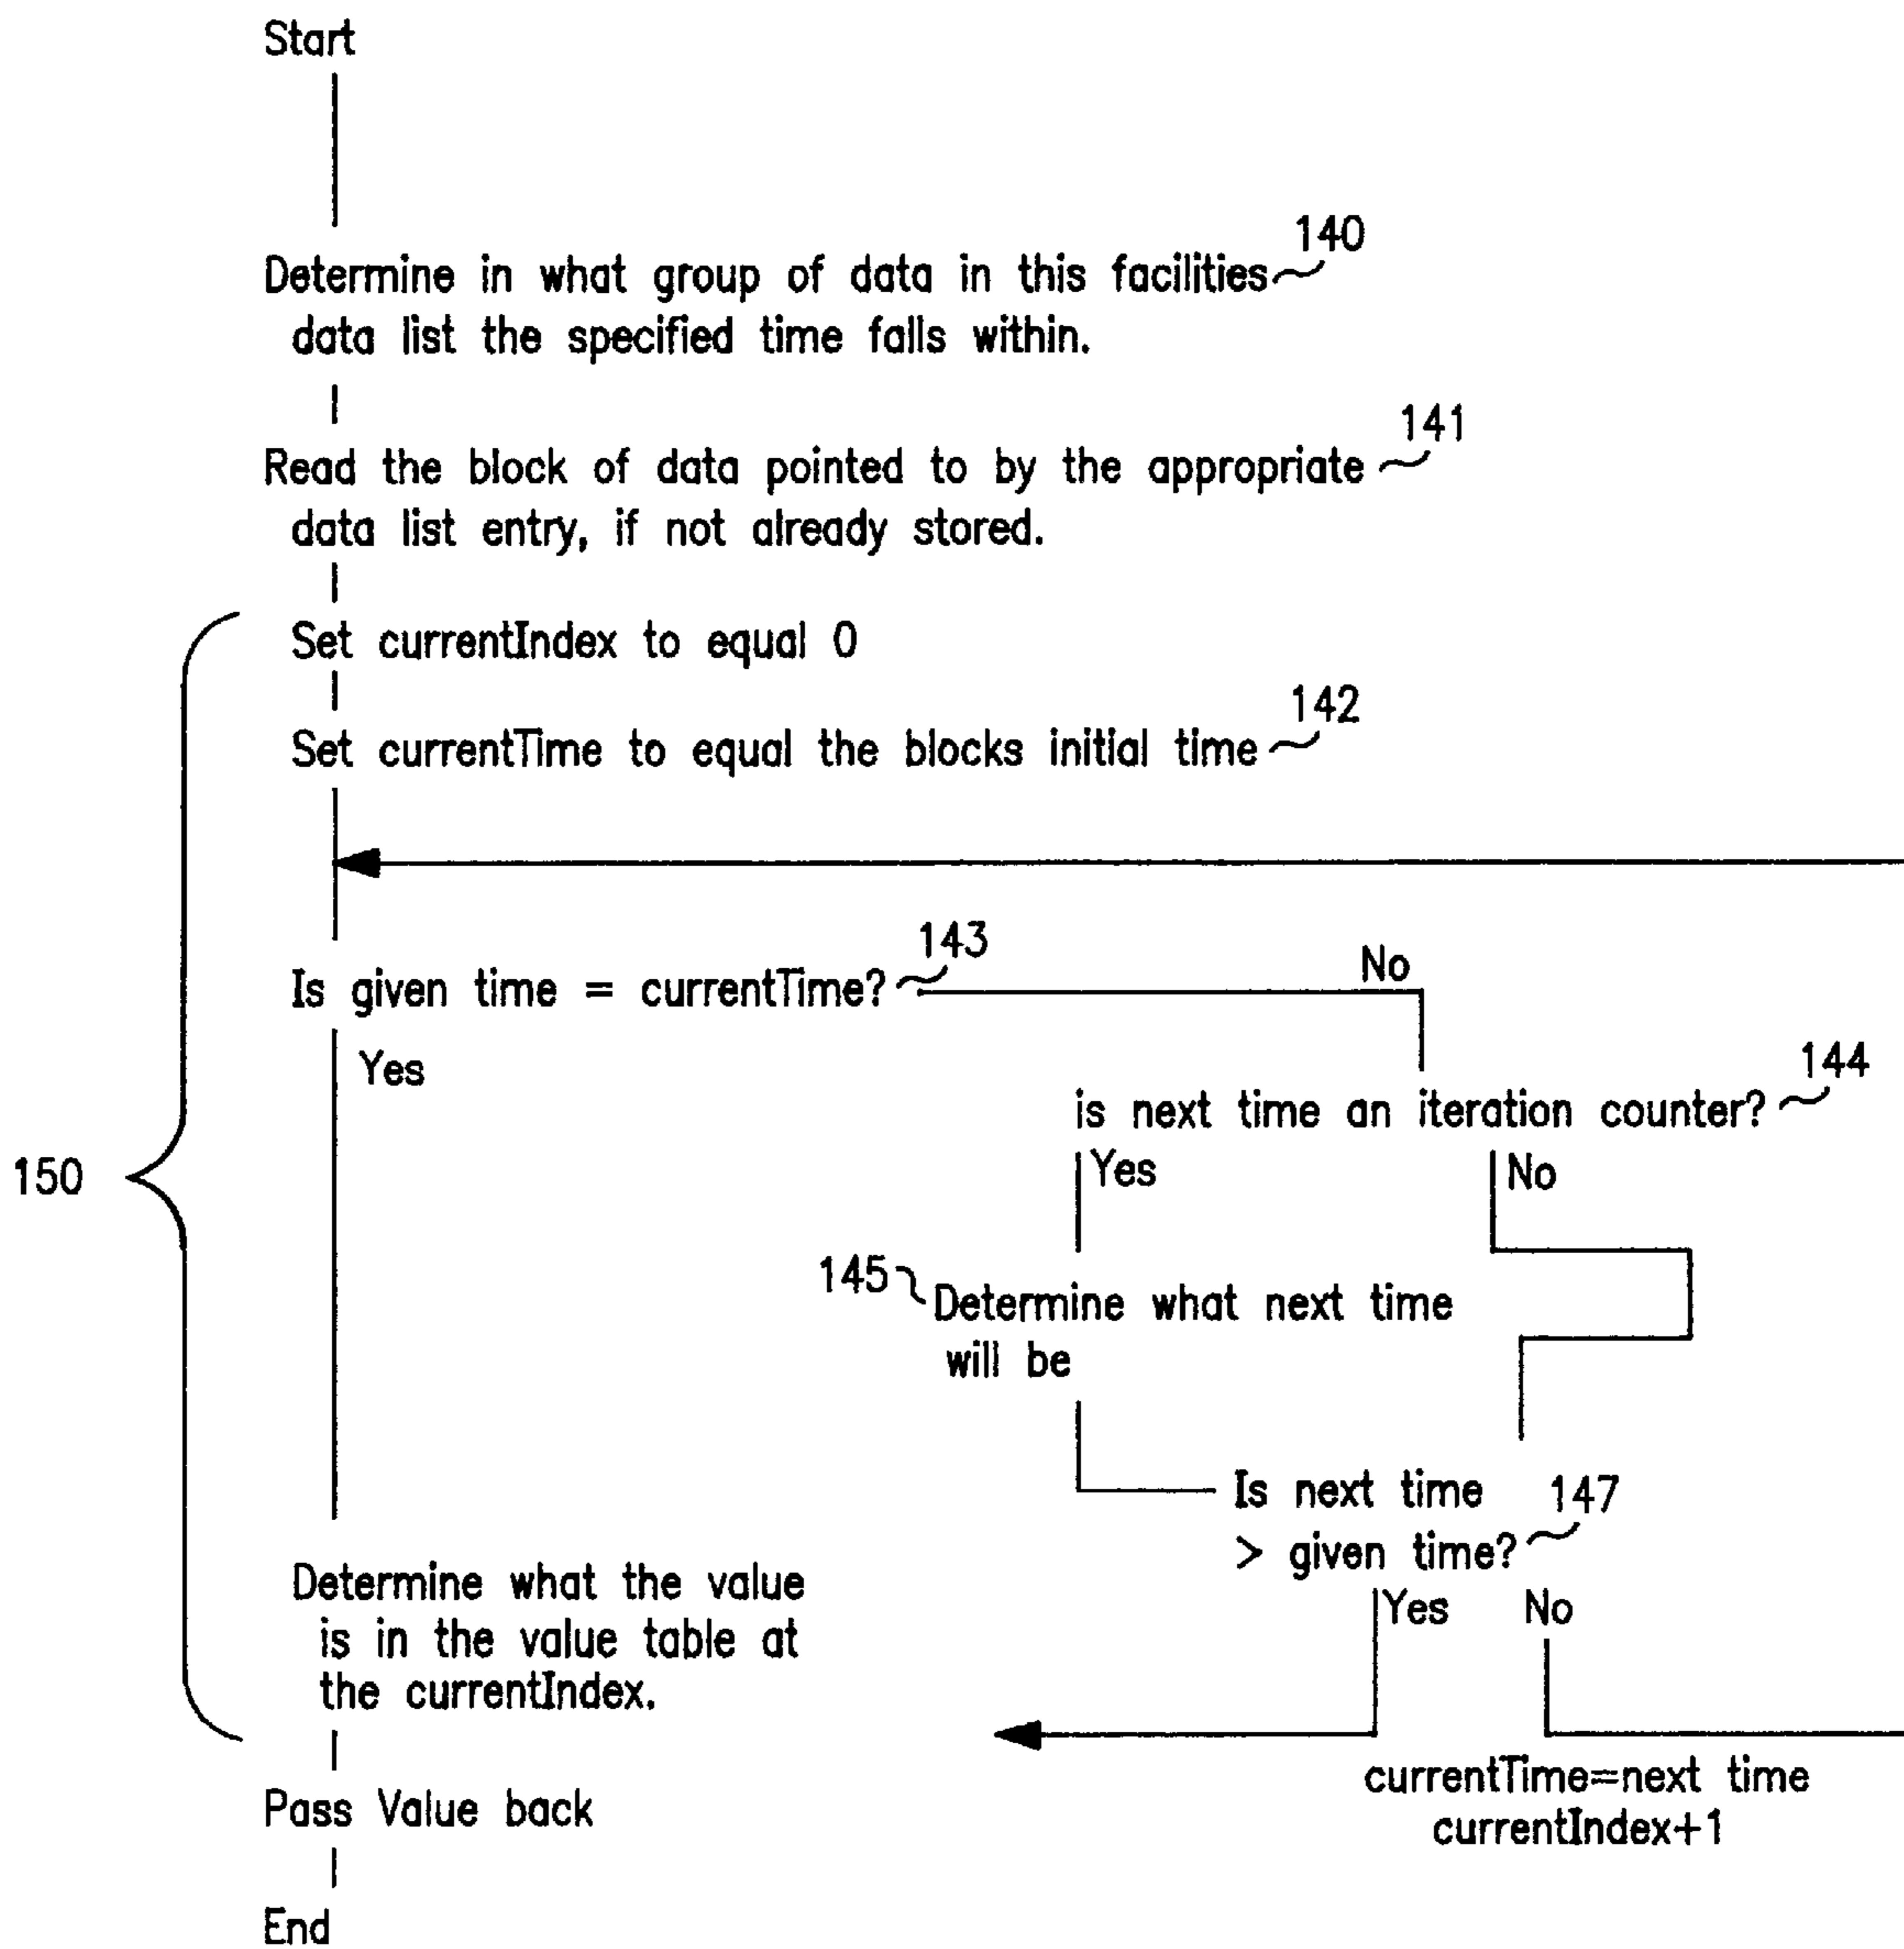 Start
Determine in what group of data in this facilities 140
data list the specified time falls within.
Read the block of data pointed to by the appropriate 141
data list entry, if not already stored.
Set currentIndex to equal 0
Set currentTime to equal the blocks initial time 142
Is given time = currentTime? 143
No
Yes
is next time an iteration counter? 144
Yes
No
150
145 Determine what next time
will be
Is next time
> given time? 147
Yes
No
Determine what the value
is in the value table at
the currentIndex.
currentTime=next time
currentIndex+1
Pass Value back
End